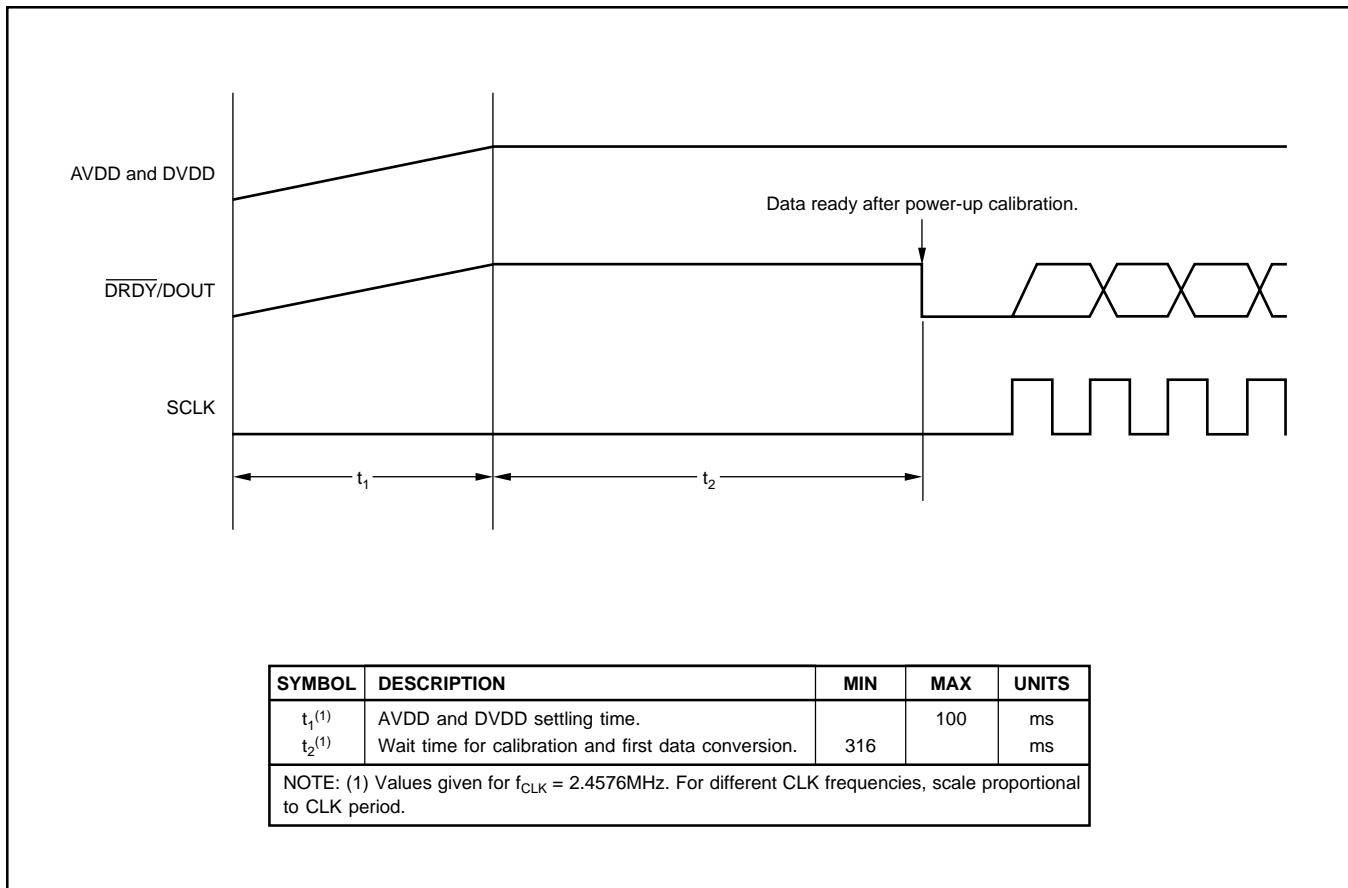 AVDD and DVDD
Data ready after power-up calibration.
DRDY/DOUT
SCLK
t1
t2
SYMBOL DESCRIPTION MIN MAX UNITS
t1(1) AVDD and DVDD settling time. 100 ms
t2(1) Wait time for calibration and first data conversion. 316 ms
NOTE: (1) Values given for fCLK = 2.4576MHz. For different CLK frequencies, scale proportional
to CLK period.